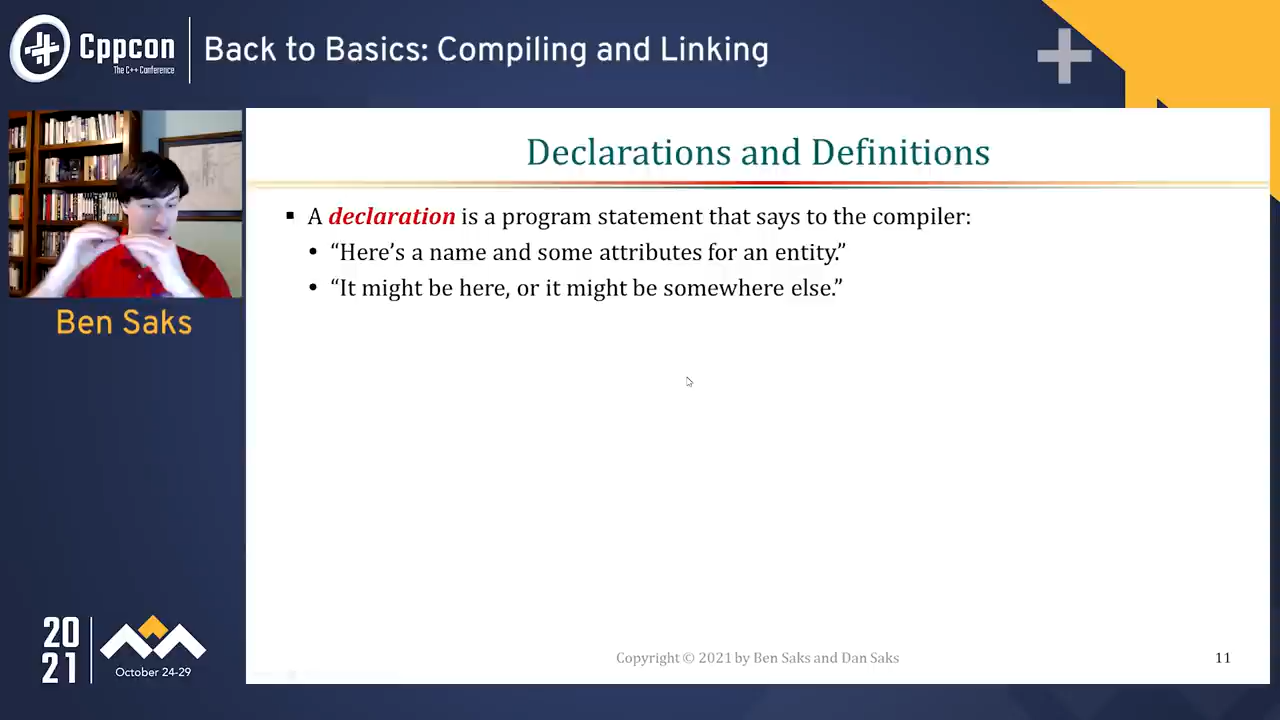 Cppcon
The C++ Conference
Back to Basics: Compiling and Linking
Ben Saks
Declarations and Definitions
▪ A declaration is a program statement that says to the compiler:
• “Here’s a name and some attributes for an entity.”
• “It might be here, or it might be somewhere else.”
20
21
October 24-29
Copyright © 2021 by Ben Saks and Dan Saks
11